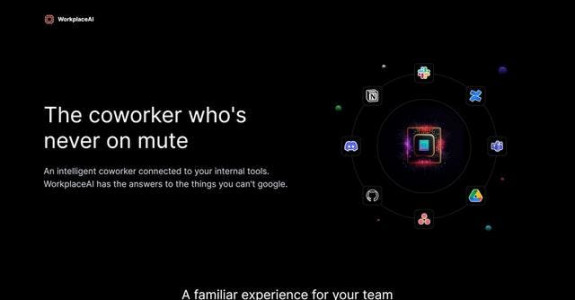 WorkplaceAI
The coworker who's
never on mute
An intelligent coworker connected to your internal tools.
WorkplaceAI has the answers to the things you can't google.
A familiar experience for your team